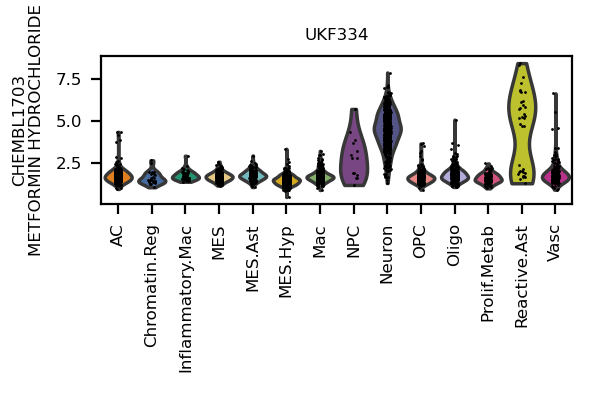 UKF334
CHEMBL1703
METFORMIN HYDROCHLORIDE
7.5
5.0
2.5
AC
Chromatin.Reg
Inflammatory.Mac
MES
MES.Ast
MES.Hyp
Mac
NPC
Neuron
OPC
Oligo
Prolif.Metab
Reactive.Ast
Vasc